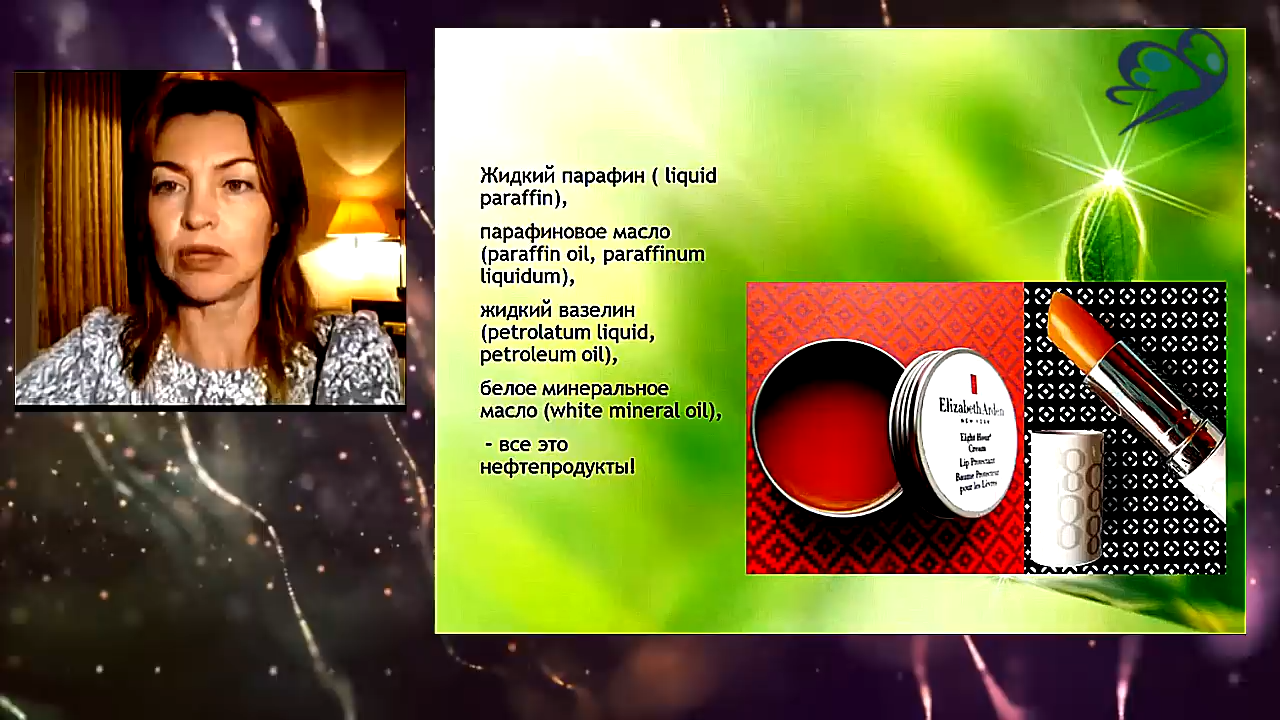 Жидкий парафин ( liquid
paraffin),
парафиновое масло
(paraffin oil, paraffinum
liquidum),
жидкий вазелин
(petrolatum liquid,
petroleum oil),
белое минеральное
масло (white mineral oil),
- все это
нефтепродукты!
Elizabeth Arden
NEW YORK
Eight Hour
Cream
Lip Protectant
Baume Protecteur
pour les Lèvres